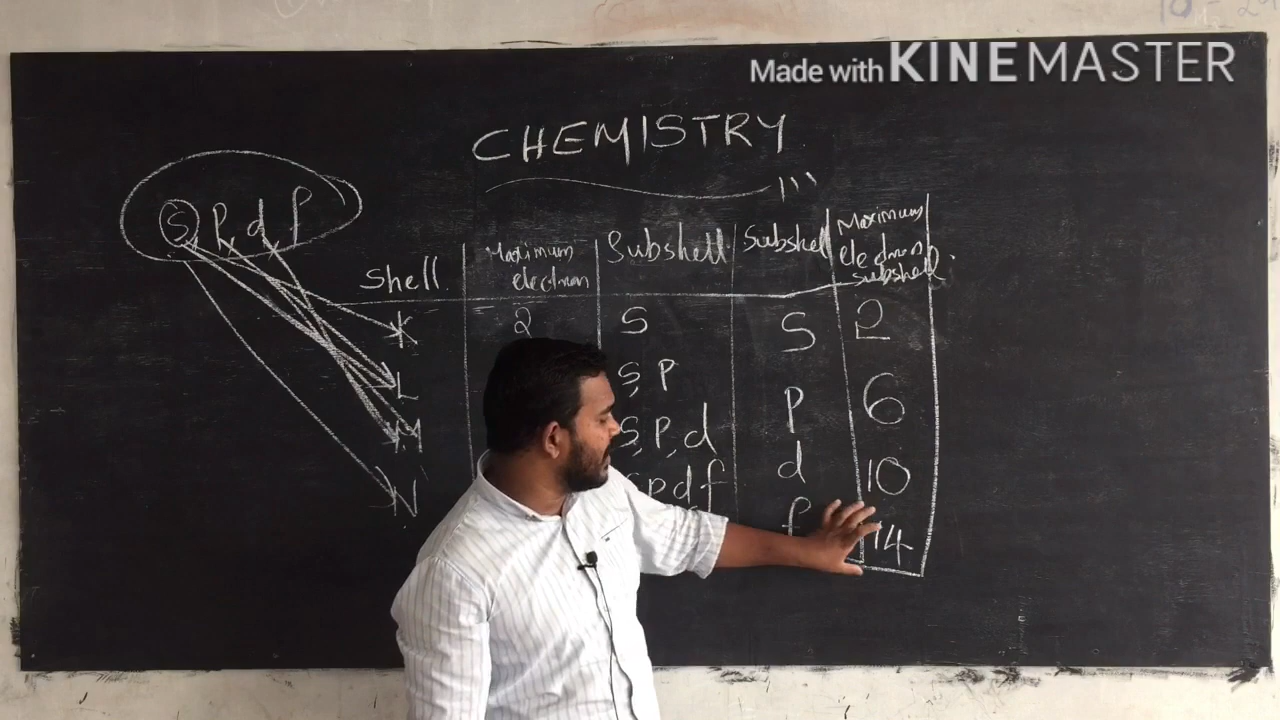 Made with KINEMASTER
CHEMISTRY
S P d f
Shell
Maximum
electron
Subshell
Subshell
Maximum
electron
subshell
K 2 S S 2
L S, P P 6
M S, P, d d 10
N P d f f 14